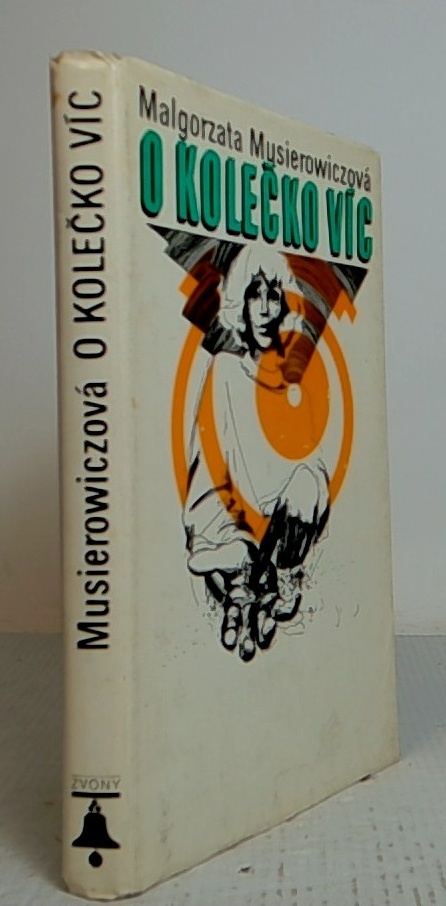 Malgorzata Musierowiczová
O KOLEČKO VÍC
Musierowiczová O KOLEČKO VÍC
ZVONY